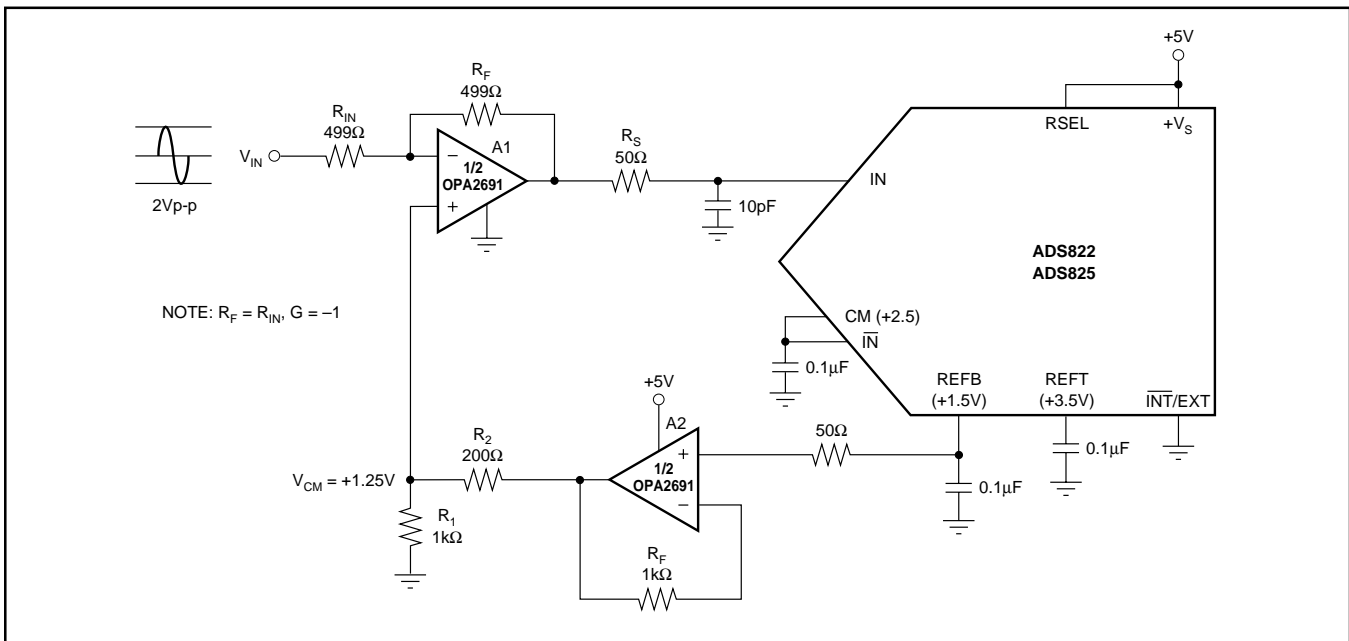 +5V
R_F
499Ω
R_IN
499Ω
V_IN
2Vp-p
A1
−
1/2
OPA2691
+
R_S
50Ω
10pF
IN
RSEL
+V_S
ADS822
ADS825
NOTE: R_F = R_IN, G = –1
CM (+2.5)
I̅N̅
0.1µF
REFB
(+1.5V)
REFT
(+3.5V)
I̅N̅T̅/EXT
0.1µF
0.1µF
50Ω
+5V
A2
+
1/2
OPA2691
−
R_2
200Ω
V_CM = +1.25V
R_1
1kΩ
R_F
1kΩ